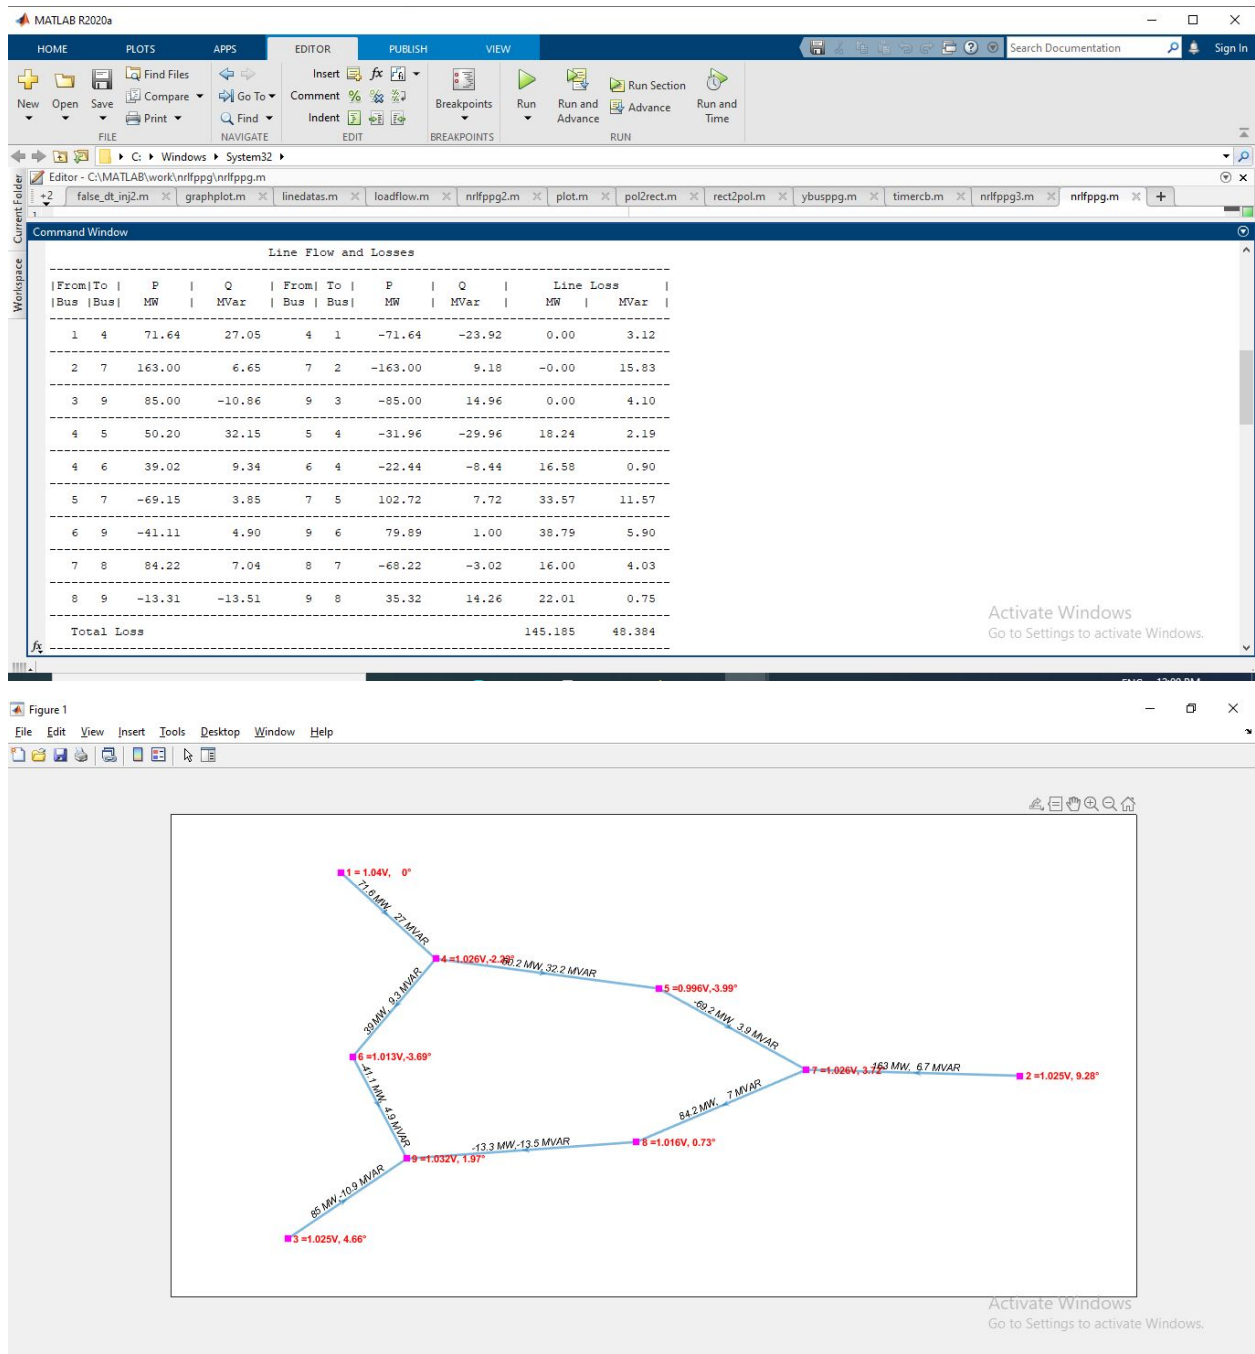 MATLAB R2020a
HOME PLOTS APPS EDITOR PUBLISH VIEW Search Documentation Sign In
New Open Save Find Files Compare Print Go To Find Insert fx Comment % Indent Breakpoints Run Run and Advance Run Section Advance Run and Time
FILE NAVIGATE EDIT BREAKPOINTS RUN
C: Windows System32
Editor - C:\MATLAB\work\nrlfppg\nrlfppg.m
+2 false_dt_inj2.m graphplot.m linedatas.m loadflow.m nrlfppg2.m plot.m pol2rect.m rect2pol.m ybusppg.m timercb.m nrlfppg3.m nrlfppg.m +
1
Current Folder
Workspace
Command Window
Line Flow and Losses
|From|To | P | Q | From| To | P | Q | Line Loss |
|Bus |Bus| MW | MVar | Bus | Bus| MW | MVar | MW | MVar |
1 4 71.64 27.05 4 1 -71.64 -23.92 0.00 3.12
2 7 163.00 6.65 7 2 -163.00 9.18 -0.00 15.83
3 9 85.00 -10.86 9 3 -85.00 14.96 0.00 4.10
4 5 50.20 32.15 5 4 -31.96 -29.96 18.24 2.19
4 6 39.02 9.34 6 4 -22.44 -8.44 16.58 0.90
5 7 -69.15 3.85 7 5 102.72 7.72 33.57 11.57
6 9 -41.11 4.90 9 6 79.89 1.00 38.79 5.90
7 8 84.22 7.04 8 7 -68.22 -3.02 16.00 4.03
8 9 -13.31 -13.51 9 8 35.32 14.26 22.01 0.75
Total Loss 145.185 48.384
fx
Activate Windows
Go to Settings to activate Windows.
Figure 1
File Edit View Insert Tools Desktop Window Help
1 = 1.04V, 0°
71.6 MW, 27 MVAR
4 =1.026V,
.2 MW, 32.2 MVAR
5 =0.996V,-3.99°
39 MW, 9.3 MVAR
-69.2 MW, 3.9 MVAR
6 =1.013V,-3.69°
7 =1.026V,
163 MW, 6.7 MVAR
2 =1.025V, 9.28°
-41.1 MW, 4.9 MVAR
84.2 MW, 7 MVAR
-13.3 MW,-13.5 MVAR
8 =1.016V, 0.73°
9 =1.032V, 1.97°
85 MW,-10.9 MVAR
3 =1.025V, 4.66°
Activate Windows
Go to Settings to activate Windows.